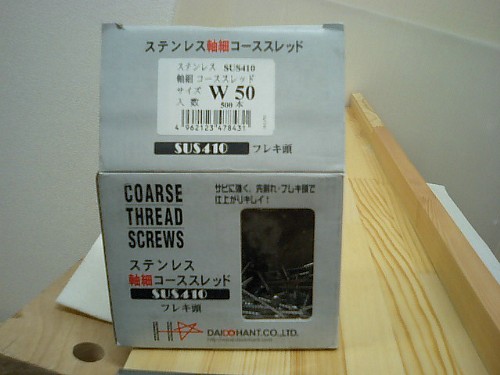 ステンレス軸細コーススレッド
ステンレス SUS410
軸細 コーススレッド
サイズ W 50
入 数 500 本
4 962123 478431
SUS410 フレキ頭
COARSE
THREAD
SCREWS
サビに強く、先割れ・フレキ頭で
仕上がりキレイ!
ステンレス
軸細コーススレッド
SUS410
フレキ頭
DAIDOHANT.CO.,LTD.